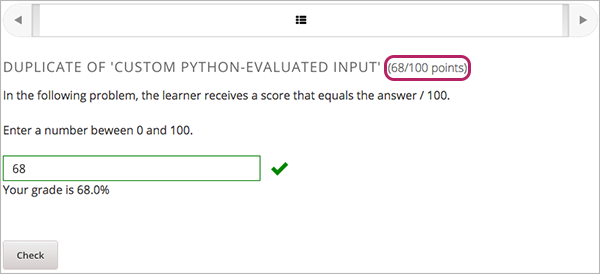 DUPLICATE OF 'CUSTOM PYTHON-EVALUATED INPUT' (68/100 points)
In the following problem, the learner receives a score that equals the answer / 100.
Enter a number beween 0 and 100.
68
Your grade is 68.0%
Check